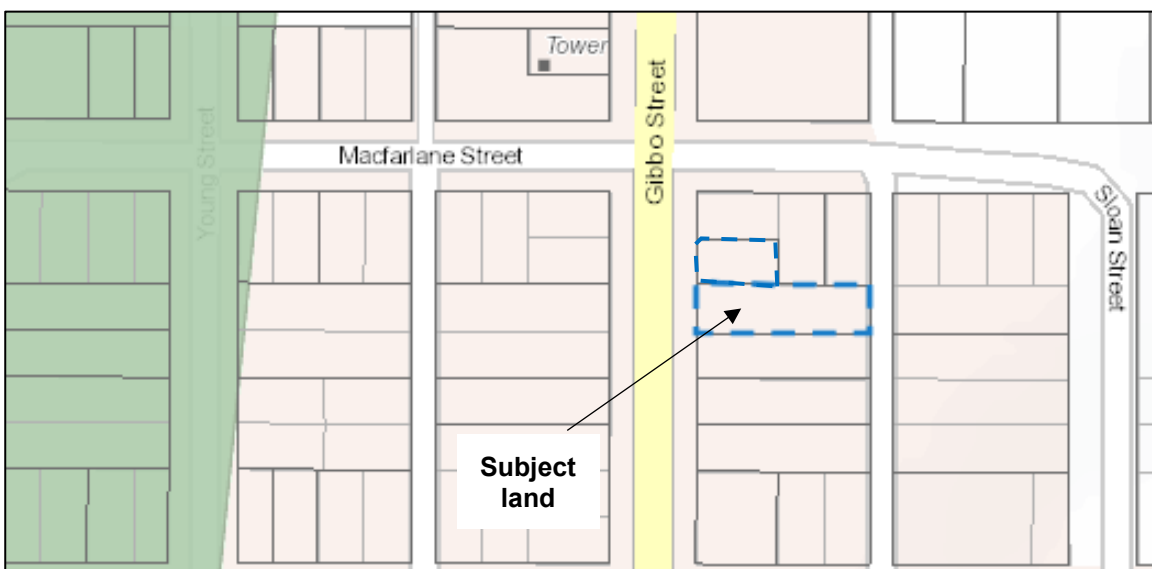 Tower
Gibbo Street
Young Street
Macfarlane Street
Sloan Street
Subject
land